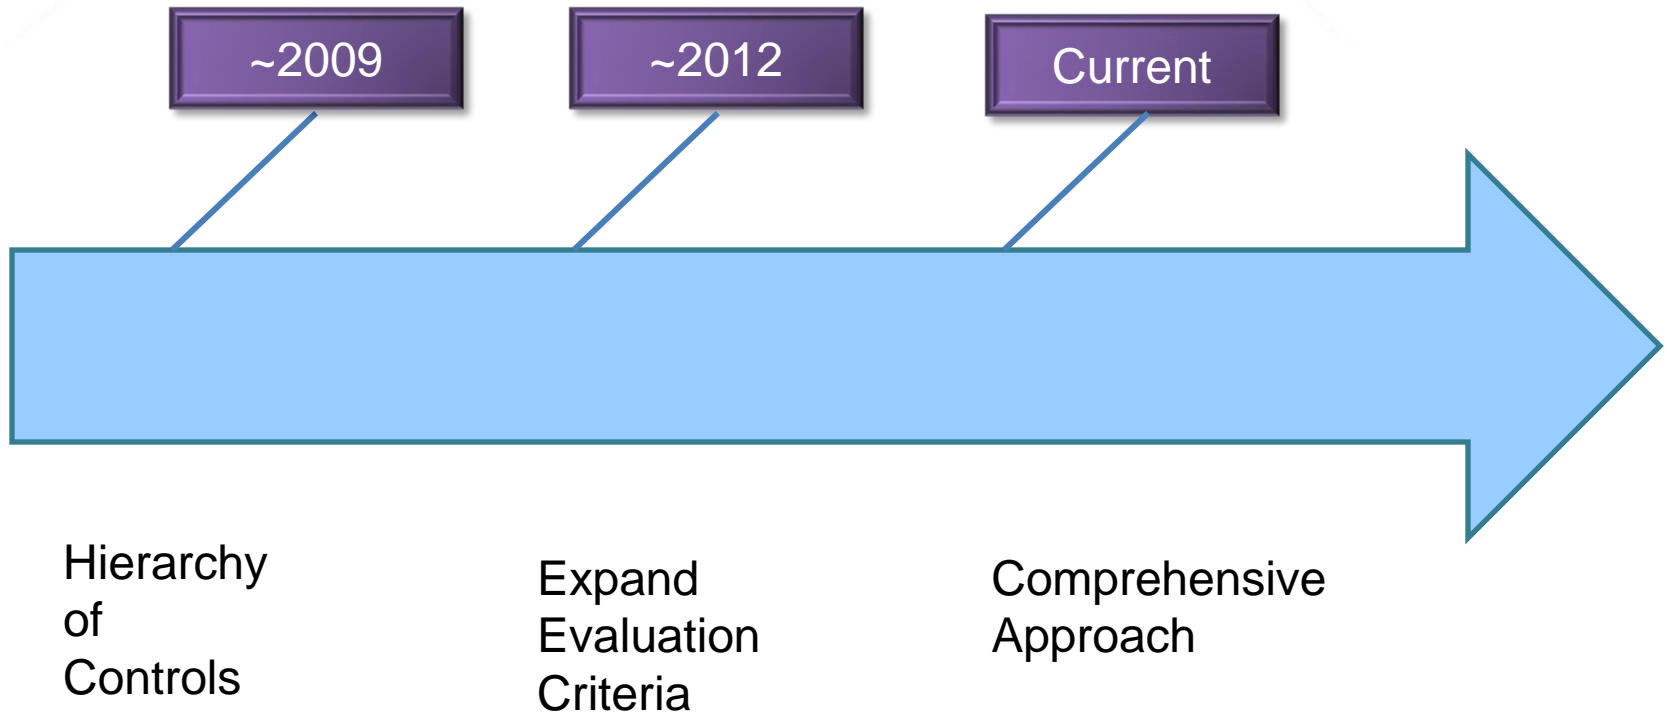 ~2009
~2012
Current
Hierarchy
of
Controls
Expand
Evaluation
Criteria
Comprehensive
Approach